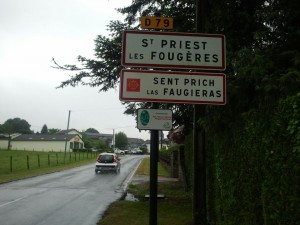 D 79
ST PRIEST
LES FOUGÈRES
SENT PRICH
LAS FAUGIERAS